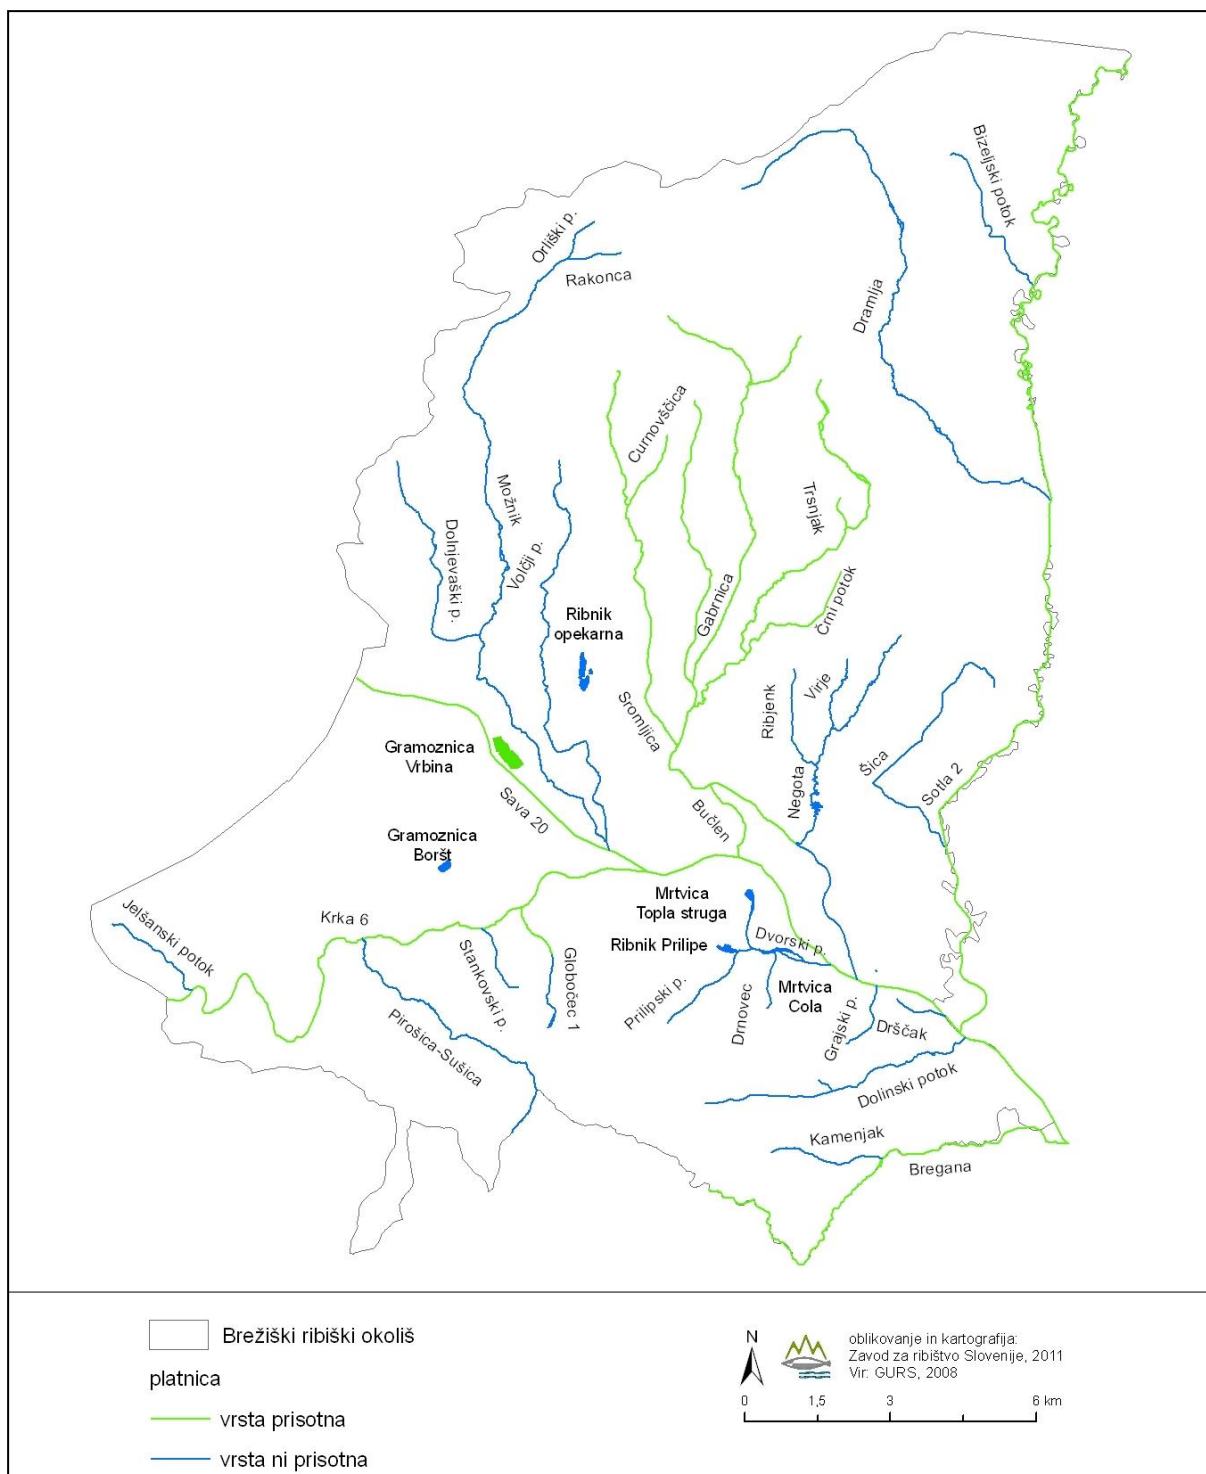 Bizeljski potok
Orliški p.
Rakonca
Dramlja
Curnovščica
Možnik
Trsnjak
Dolnjevaški p.
Volčji p.
Gabrnica
Črni potok
Ribnik
opekarna
Sromljica
Ribjenk
Virje
Gramoznica
Vrbina
Šica
Sotla 2
Negota
Sava 20
Bučlen
Gramoznica
Boršt
Mrtvica
Topla struga
Jelšanski potok
Krka 6
Ribnik Prilipe
Dvorski p.
Stankovski p.
Globočec 1
Prilipski p.
Drnovec
Mrtvica
Cola
Grajski p.
Drščak
Pirošica-Sušica
Dolinski potok
Kamenjak
Bregana
Brežiški ribiški okoliš
platnica
vrsta prisotna
vrsta ni prisotna
N
oblikovanje in kartografija:
Zavod za ribištvo Slovenije, 2011
Vir: GURS, 2008
0 1,5 3 6 km